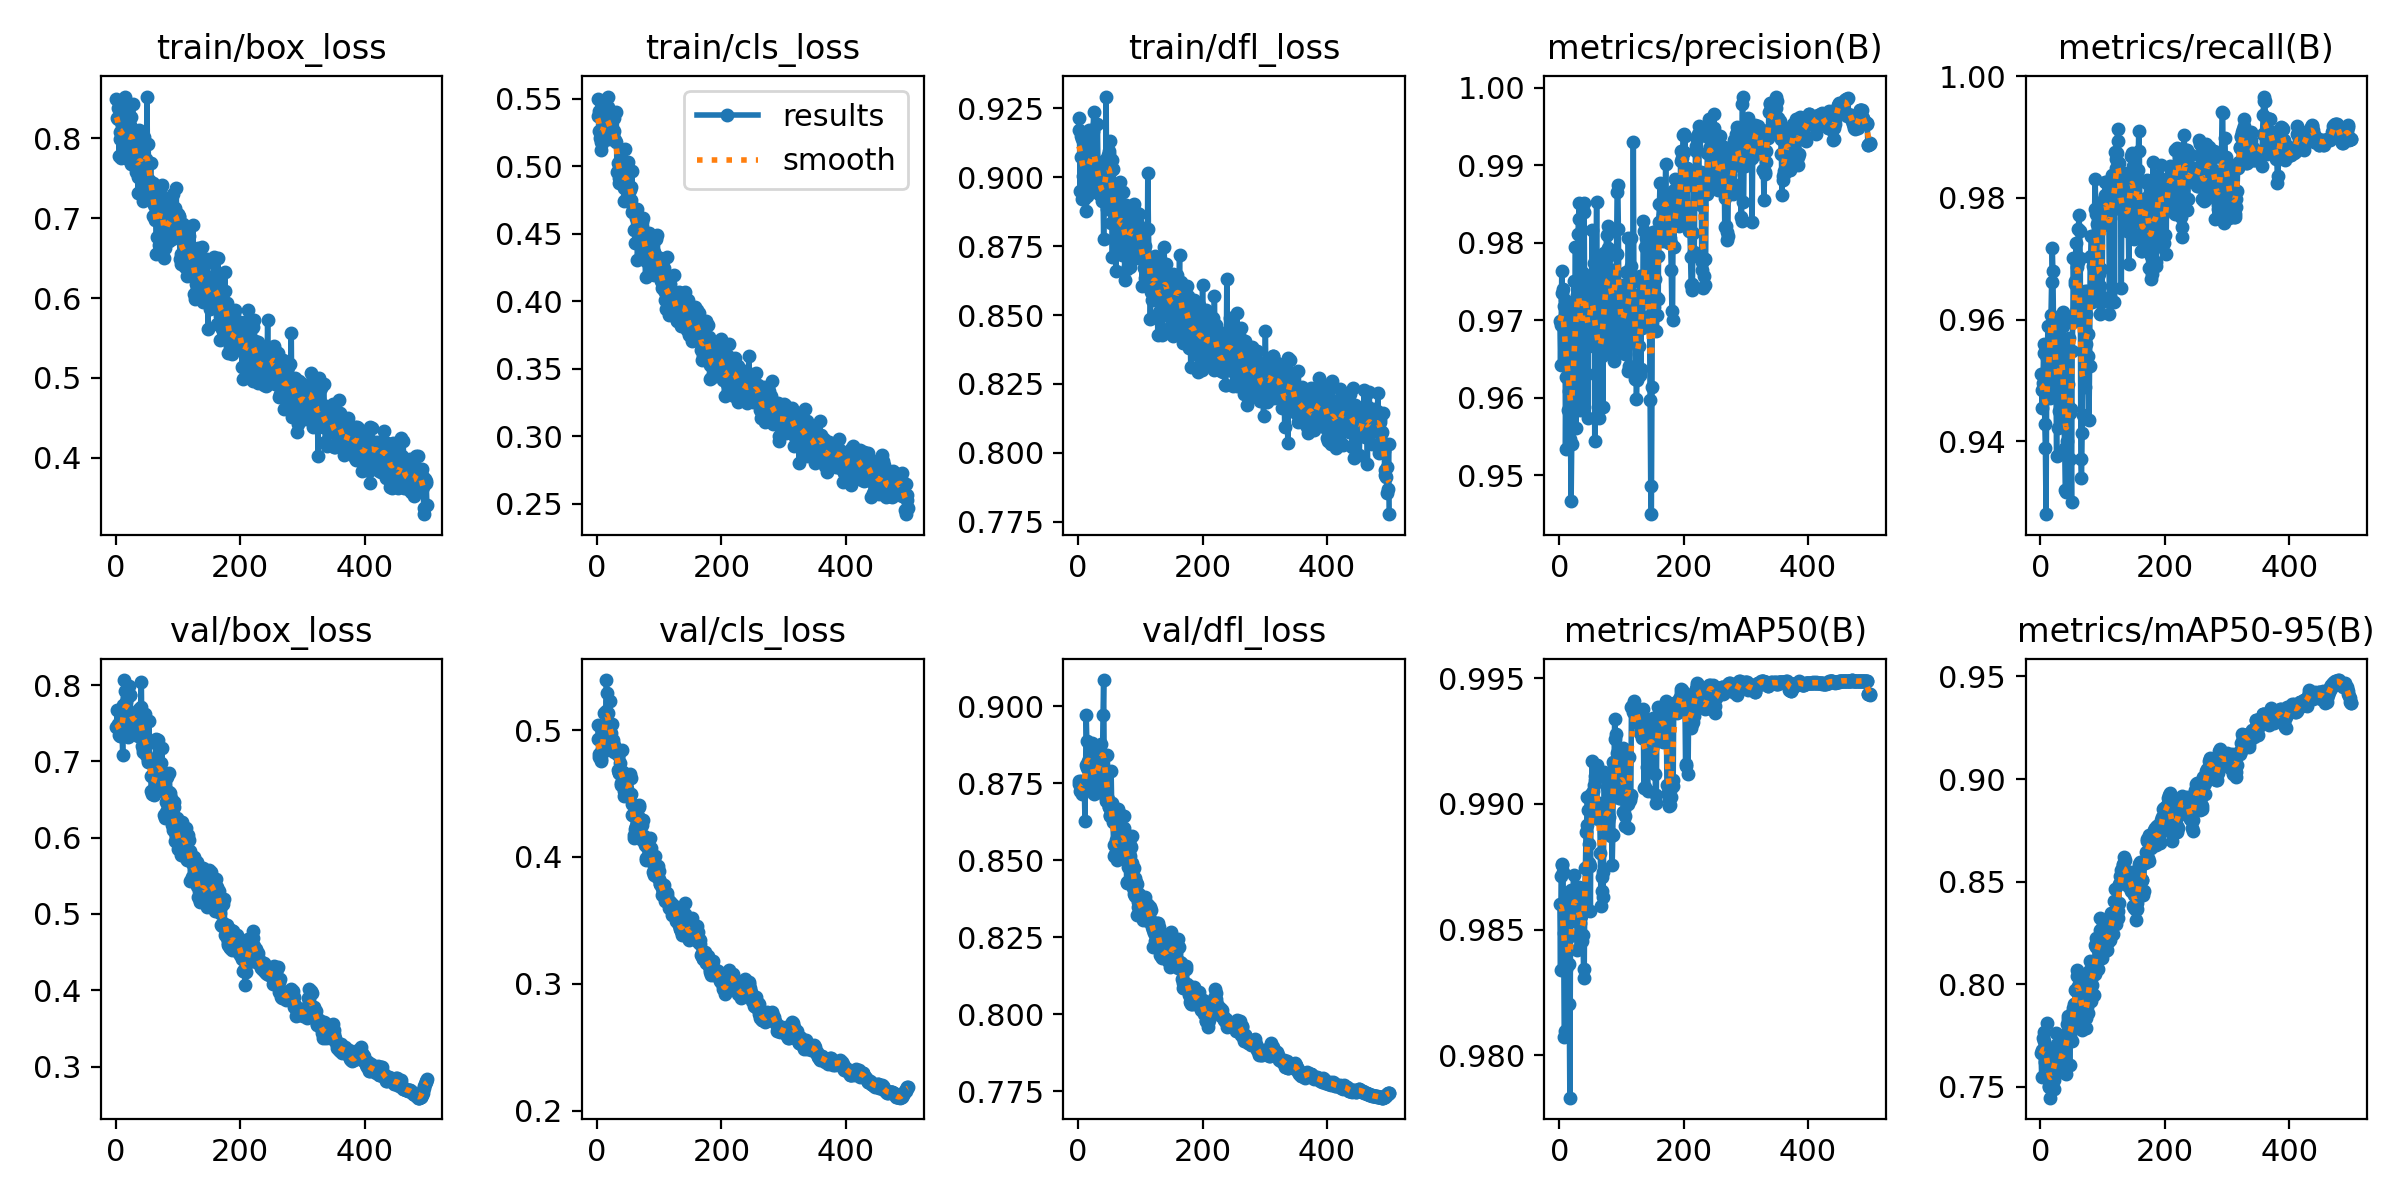 train/box_loss
0.8
0.7
0.6
0.5
0.4
0 200 400
train/cls_loss
results
smooth
0.55
0.50
0.45
0.40
0.35
0.30
0.25
0 200 400
train/dfl_loss
0.925
0.900
0.875
0.850
0.825
0.800
0.775
0 200 400
metrics/precision(B)
1.00
0.99
0.98
0.97
0.96
0.95
0 200 400
metrics/recall(B)
1.00
0.98
0.96
0.94
0 200 400
val/box_loss
0.8
0.7
0.6
0.5
0.4
0.3
0 200 400
val/cls_loss
0.5
0.4
0.3
0.2
0 200 400
val/dfl_loss
0.900
0.875
0.850
0.825
0.800
0.775
0 200 400
metrics/mAP50(B)
0.995
0.990
0.985
0.980
0 200 400
metrics/mAP50-95(B)
0.95
0.90
0.85
0.80
0.75
0 200 400